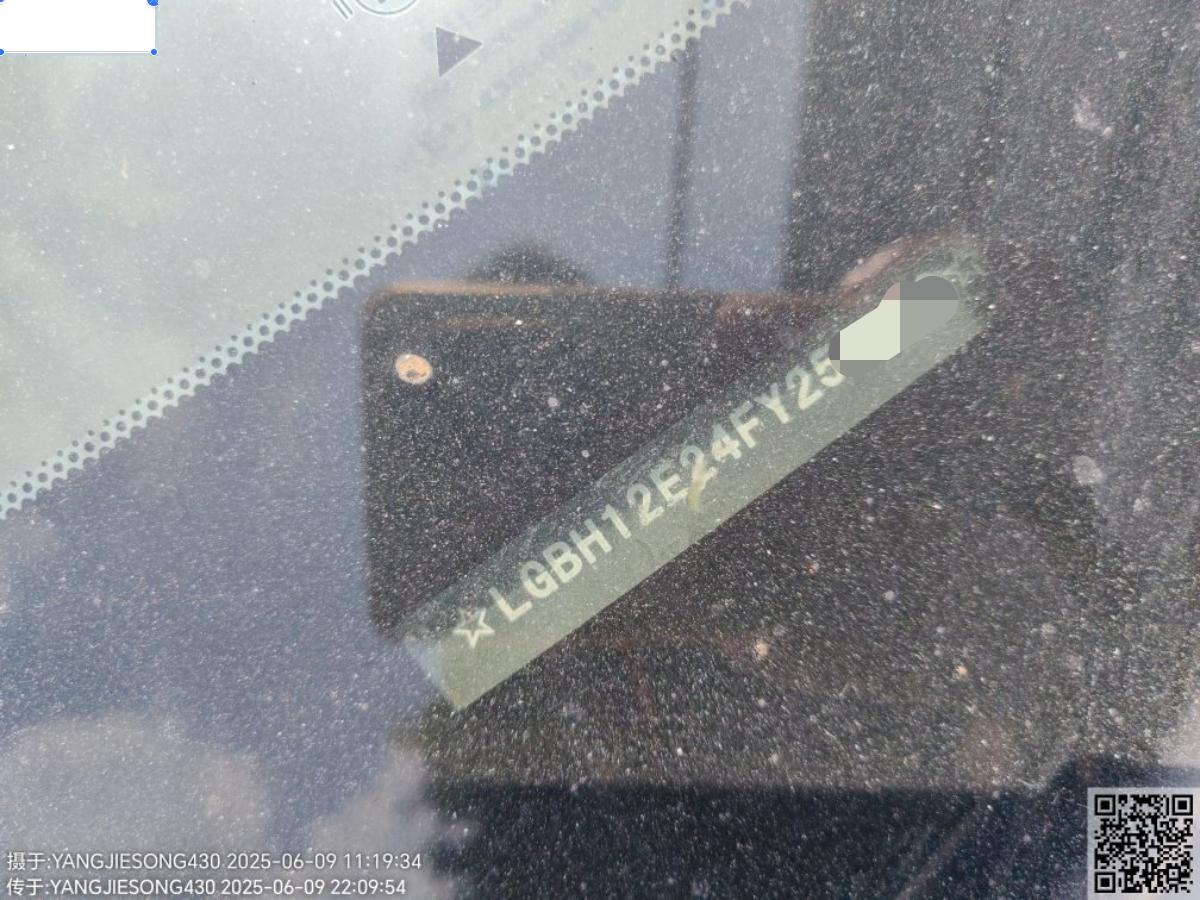 ☆LGBH12E24FY25
摄于:YANGJIESONG430 2025-06-09 11:19:34
传于:YANGJIESONG430 2025-06-09 22:09:54